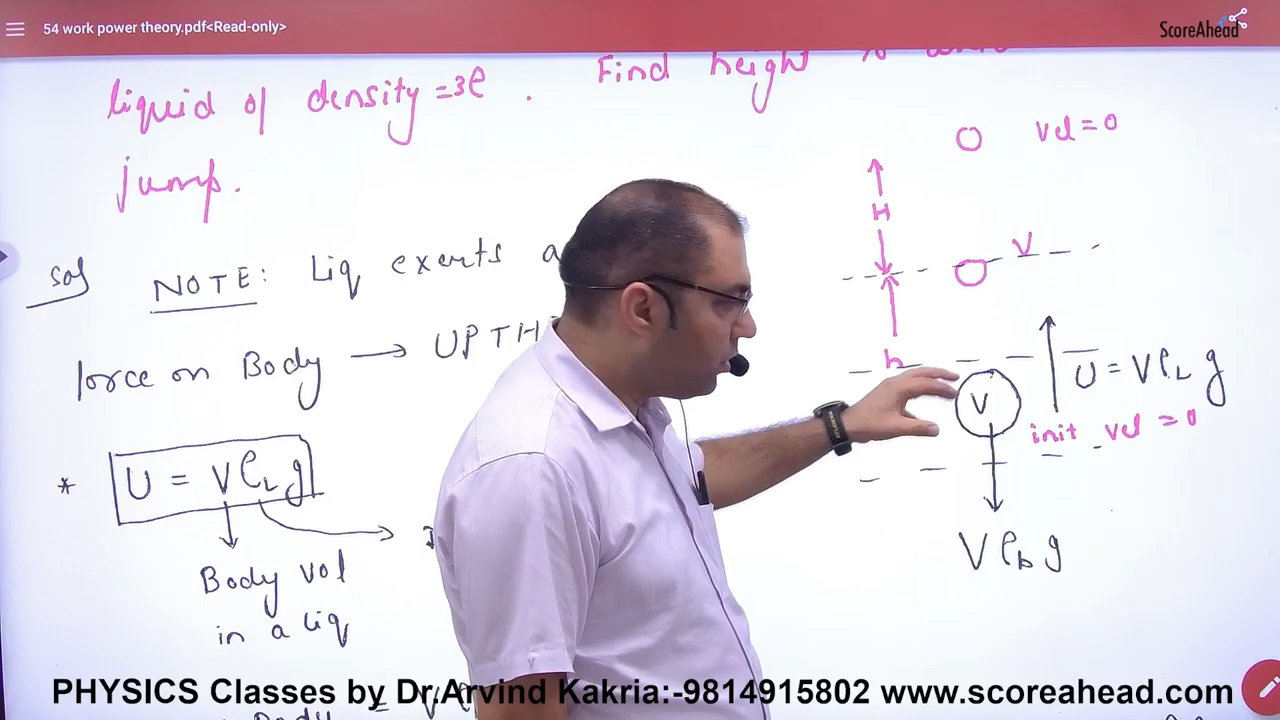 54 work power theory.pdf<Read-only>
ScoreAhead
liquid of density=3ρ . Find height
jump.
vel=0
H
V
Sol NOTE: Liq exerts a
force on Body → UPTH
h
V
U = Vρ_L g
init vel = 0
* U = Vρ_L g
Vρ_b g
Body vol
in a liq
PHYSICS Classes by Dr.Arvind Kakria:-9814915802 www.scoreahead.com
Body =